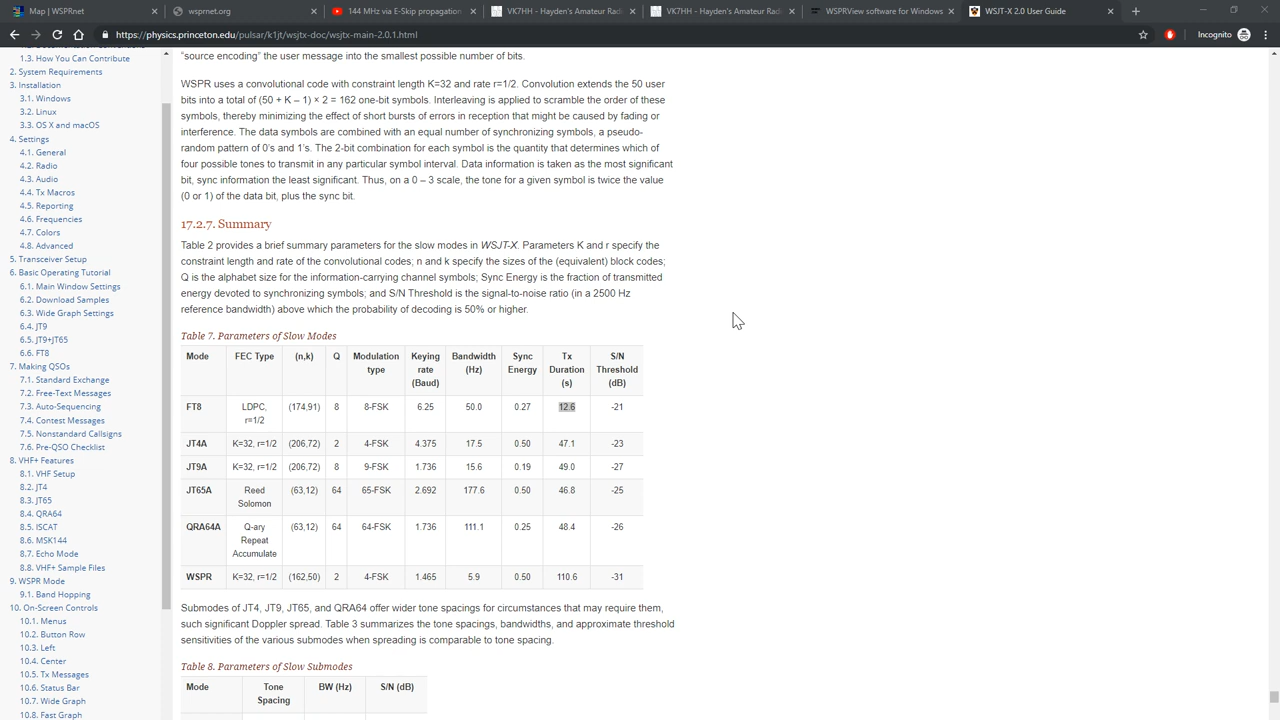 Map | WSPRnet
wsprnet.org
144 MHz via E-Skip propagation
VK7HH - Hayden's Amateur Rad
VK7HH - Hayden's Amateur Rad
WSPRView software for Windows
WSJT-X 2.0 User Guide
https://physics.princeton.edu/pulsar/k1jt/wsjtx-doc/wsjtx-main-2.0.1.html
Incognito
1.3. How You Can Contribute
2. System Requirements
3. Installation
3.1. Windows
3.2. Linux
3.3. OS X and macOS
4. Settings
4.1. General
4.2. Radio
4.3. Audio
4.4. Tx Macros
4.5. Reporting
4.6. Frequencies
4.7. Colors
4.8. Advanced
5. Transceiver Setup
6. Basic Operating Tutorial
6.1. Main Window Settings
6.2. Download Samples
6.3. Wide Graph Settings
6.4. JT9
6.5. JT9+JT65
6.6. FT8
7. Making QSOs
7.1. Standard Exchange
7.2. Free-Text Messages
7.3. Auto-Sequencing
7.4. Contest Messages
7.5. Nonstandard Callsigns
7.6. Pre-QSO Checklist
8. VHF+ Features
8.1. VHF Setup
8.2. JT4
8.3. JT65
8.4. QRA64
8.5. ISCAT
8.6. MSK144
8.7. Echo Mode
8.8. VHF+ Sample Files
9. WSPR Mode
9.1. Band Hopping
10. On-Screen Controls
10.1. Menus
10.2. Button Row
10.3. Left
10.4. Center
10.5. Tx Messages
10.6. Status Bar
10.7. Wide Graph
10.8. Fast Graph
"source encoding" the user message into the smallest possible number of bits.
WSPR uses a convolutional code with constraint length K=32 and rate r=1/2. Convolution extends the 50 user
bits into a total of (50 + K – 1) × 2 = 162 one-bit symbols. Interleaving is applied to scramble the order of these
symbols, thereby minimizing the effect of short bursts of errors in reception that might be caused by fading or
interference. The data symbols are combined with an equal number of synchronizing symbols, a pseudo-
random pattern of 0's and 1's. The 2-bit combination for each symbol is the quantity that determines which of
four possible tones to transmit in any particular symbol interval. Data information is taken as the most significant
bit, sync information the least significant. Thus, on a 0 – 3 scale, the tone for a given symbol is twice the value
(0 or 1) of the data bit, plus the sync bit.
17.2.7. Summary
Table 2 provides a brief summary parameters for the slow modes in WSJT-X. Parameters K and r specify the
constraint length and rate of the convolutional codes; n and k specify the sizes of the (equivalent) block codes;
Q is the alphabet size for the information-carrying channel symbols; Sync Energy is the fraction of transmitted
energy devoted to synchronizing symbols; and S/N Threshold is the signal-to-noise ratio (in a 2500 Hz
reference bandwidth) above which the probability of decoding is 50% or higher.
Table 7. Parameters of Slow Modes
Mode FEC Type (n,k) Q Modulation type Keying rate (Baud) Bandwidth (Hz) Sync Energy Tx Duration (s) S/N Threshold (dB)
FT8 LDPC, r=1/2 (174,91) 8 8-FSK 6.25 50.0 0.27 12.6 -21
JT4A K=32, r=1/2 (206,72) 2 4-FSK 4.375 17.5 0.50 47.1 -23
JT9A K=32, r=1/2 (206,72) 8 9-FSK 1.736 15.6 0.19 49.0 -27
JT65A Reed Solomon (63,12) 64 65-FSK 2.692 177.6 0.50 46.8 -25
QRA64A Q-ary Repeat Accumulate (63,12) 64 64-FSK 1.736 111.1 0.25 48.4 -26
WSPR K=32, r=1/2 (162,50) 2 4-FSK 1.465 5.9 0.50 110.6 -31
Submodes of JT4, JT9, JT65, and QRA64 offer wider tone spacings for circumstances that may require them,
such significant Doppler spread. Table 3 summarizes the tone spacings, bandwidths, and approximate threshold
sensitivities of the various submodes when spreading is comparable to tone spacing.
Table 8. Parameters of Slow Submodes
Mode Tone Spacing BW (Hz) S/N (dB)